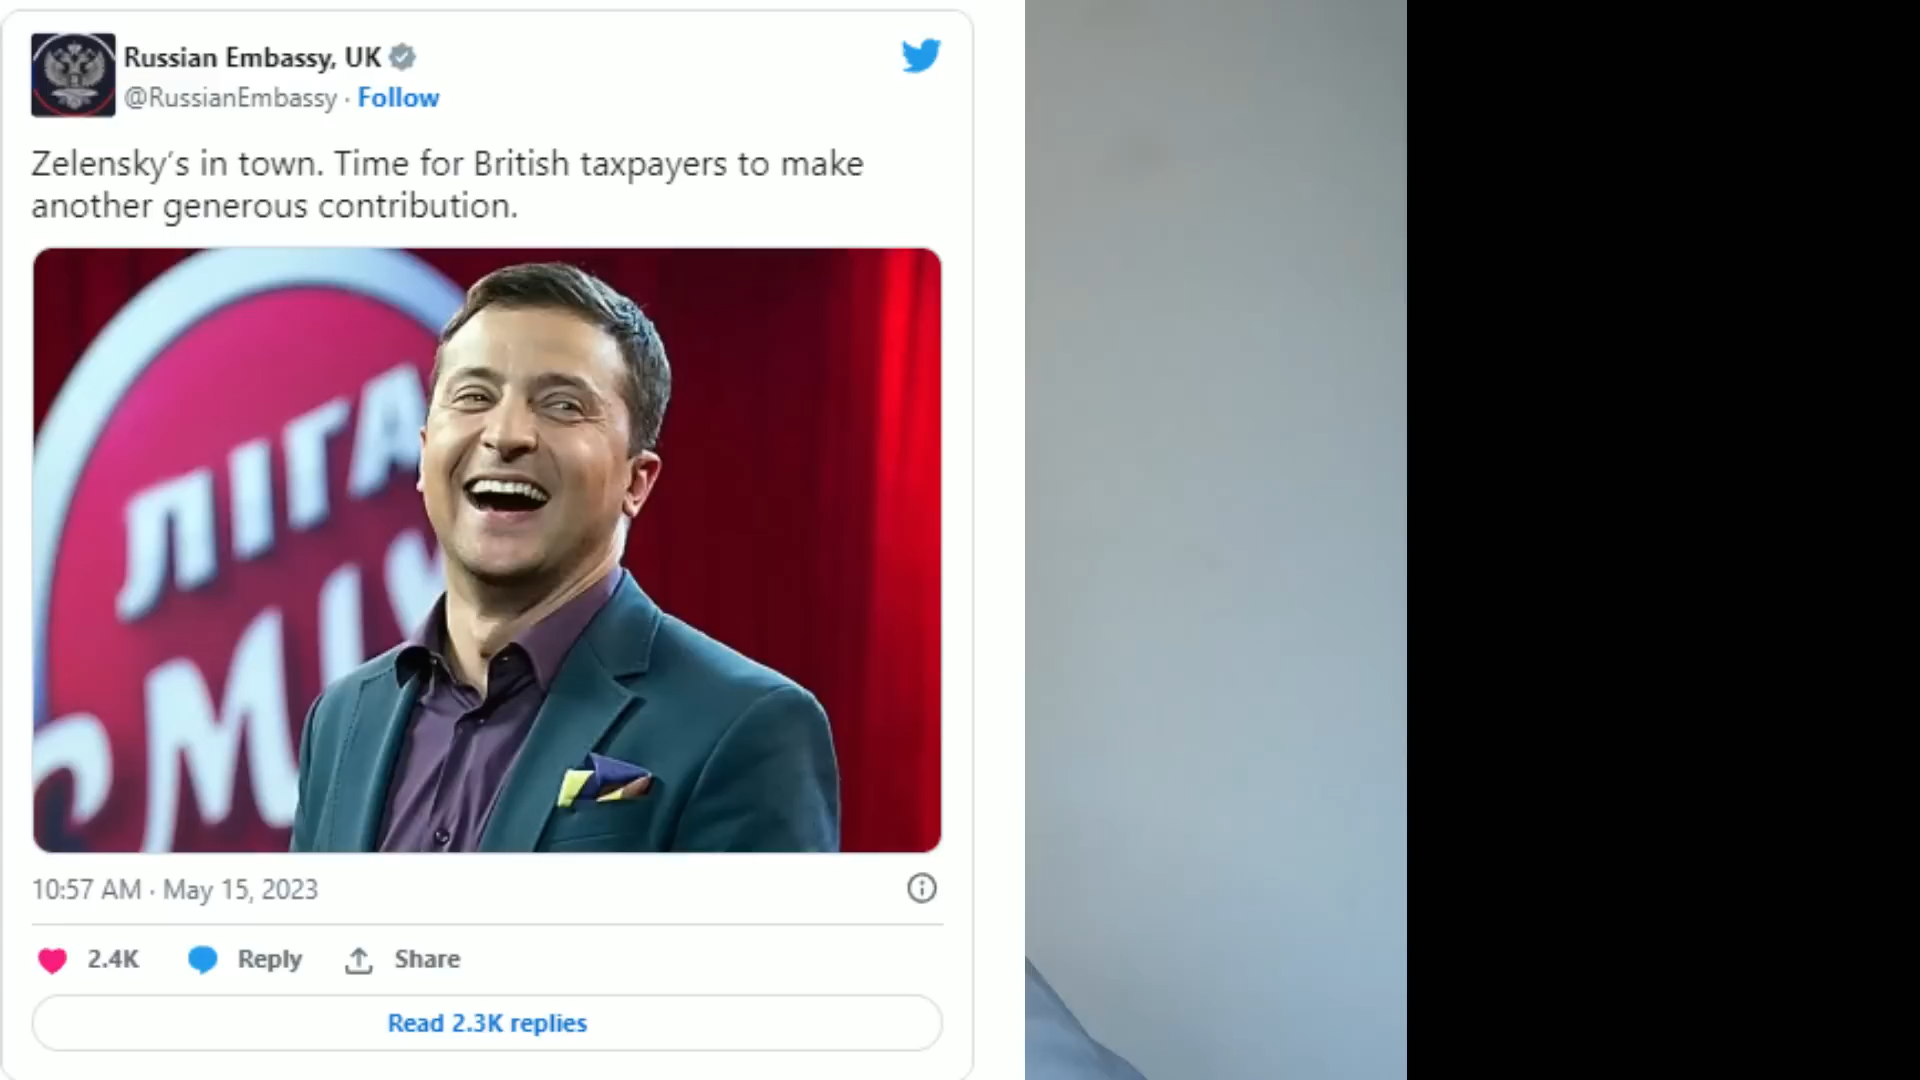 Russian Embassy, UK
@RussianEmbassy · Follow
Zelensky's in town. Time for British taxpayers to make
another generous contribution.
ЛІГА
СМІХ
10:57 AM · May 15, 2023
2.4K Reply Share
Read 2.3K replies